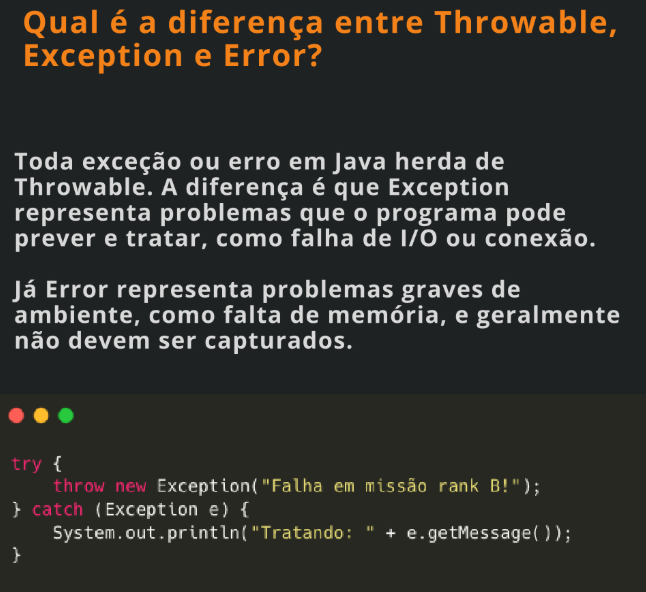 Qual é a diferença entre Throwable,
Exception e Error?
Toda exceção ou erro em Java herda de
Throwable. A diferença é que Exception
representa problemas que o programa pode
prever e tratar, como falha de I/O ou conexão.
Já Error representa problemas graves de
ambiente, como falta de memória, e geralmente
não devem ser capturados.
try {
    throw new Exception("Falha em missão rank B!");
} catch (Exception e) {
    System.out.println("Tratando: " + e.getMessage());
}